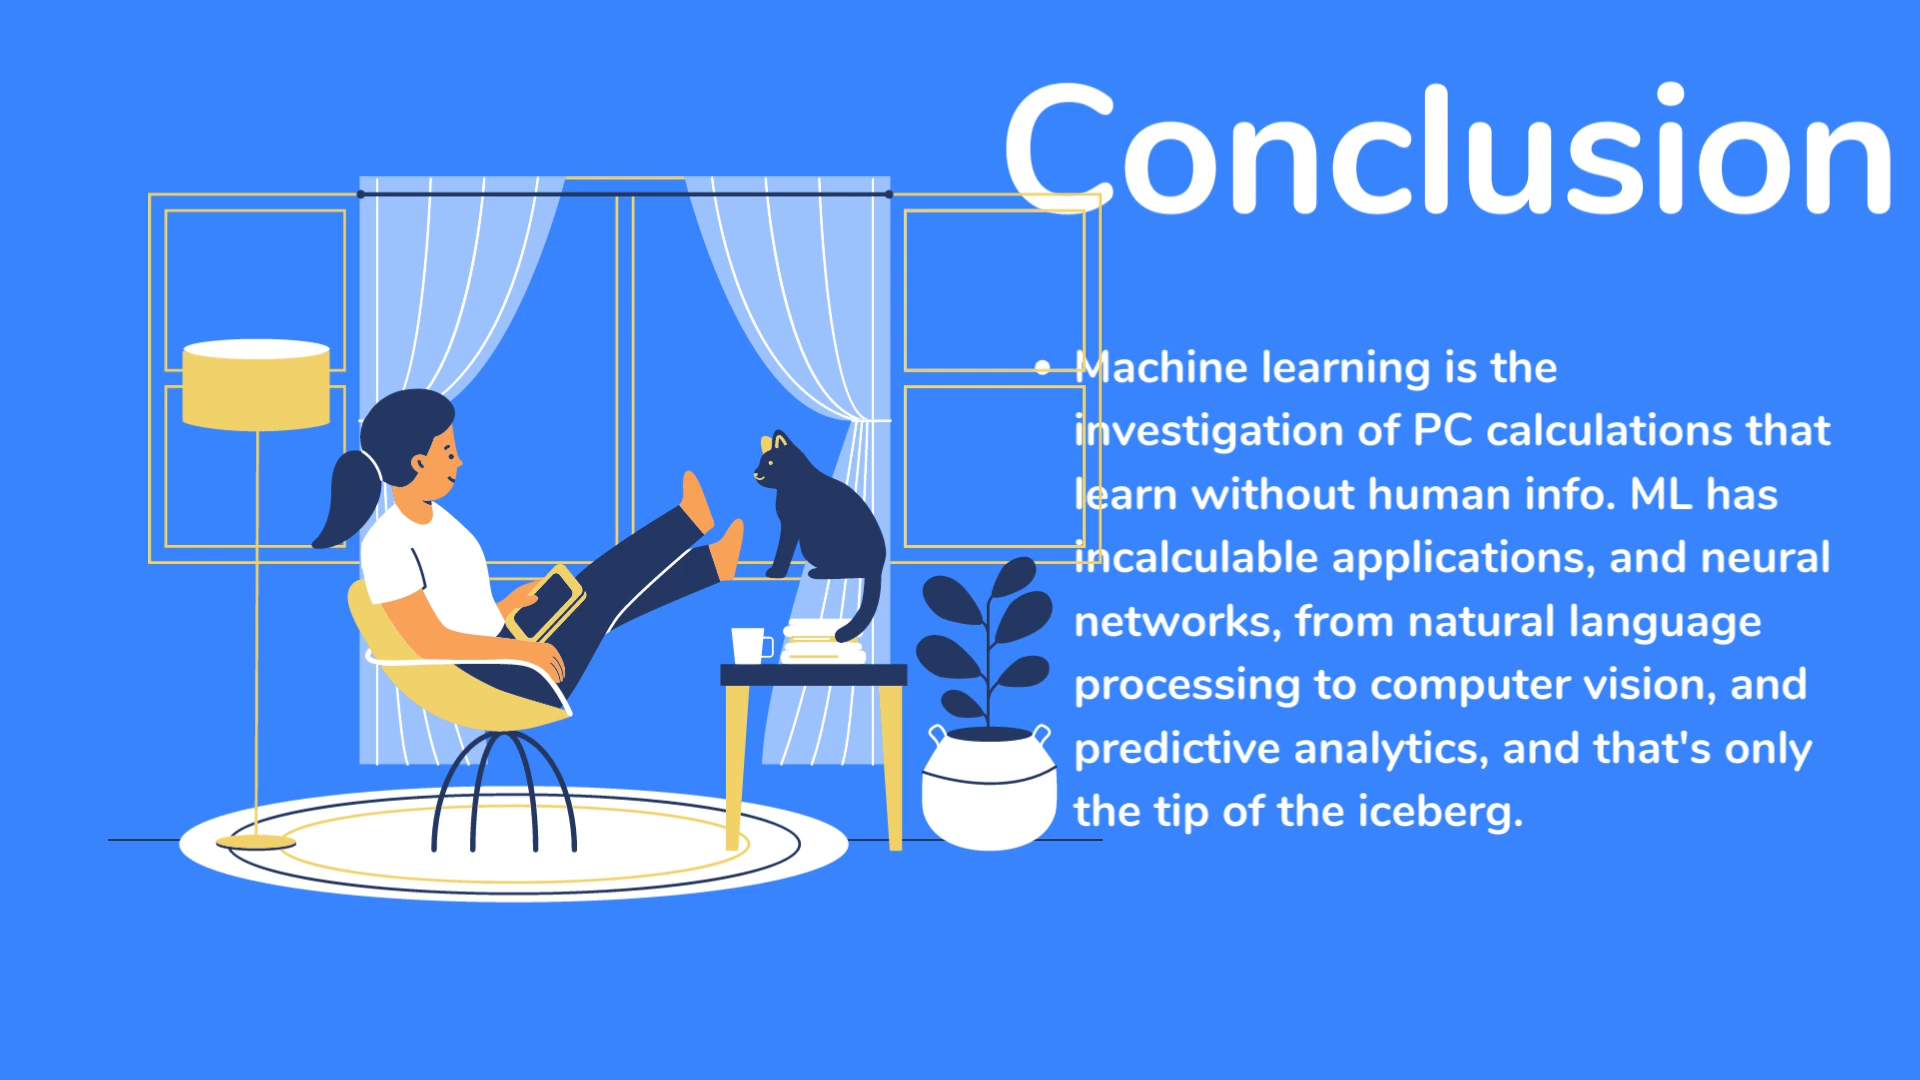 Conclusion
• Machine learning is the
investigation of PC calculations that
learn without human info. ML has
incalculable applications, and neural
networks, from natural language
processing to computer vision, and
predictive analytics, and that's only
the tip of the iceberg.